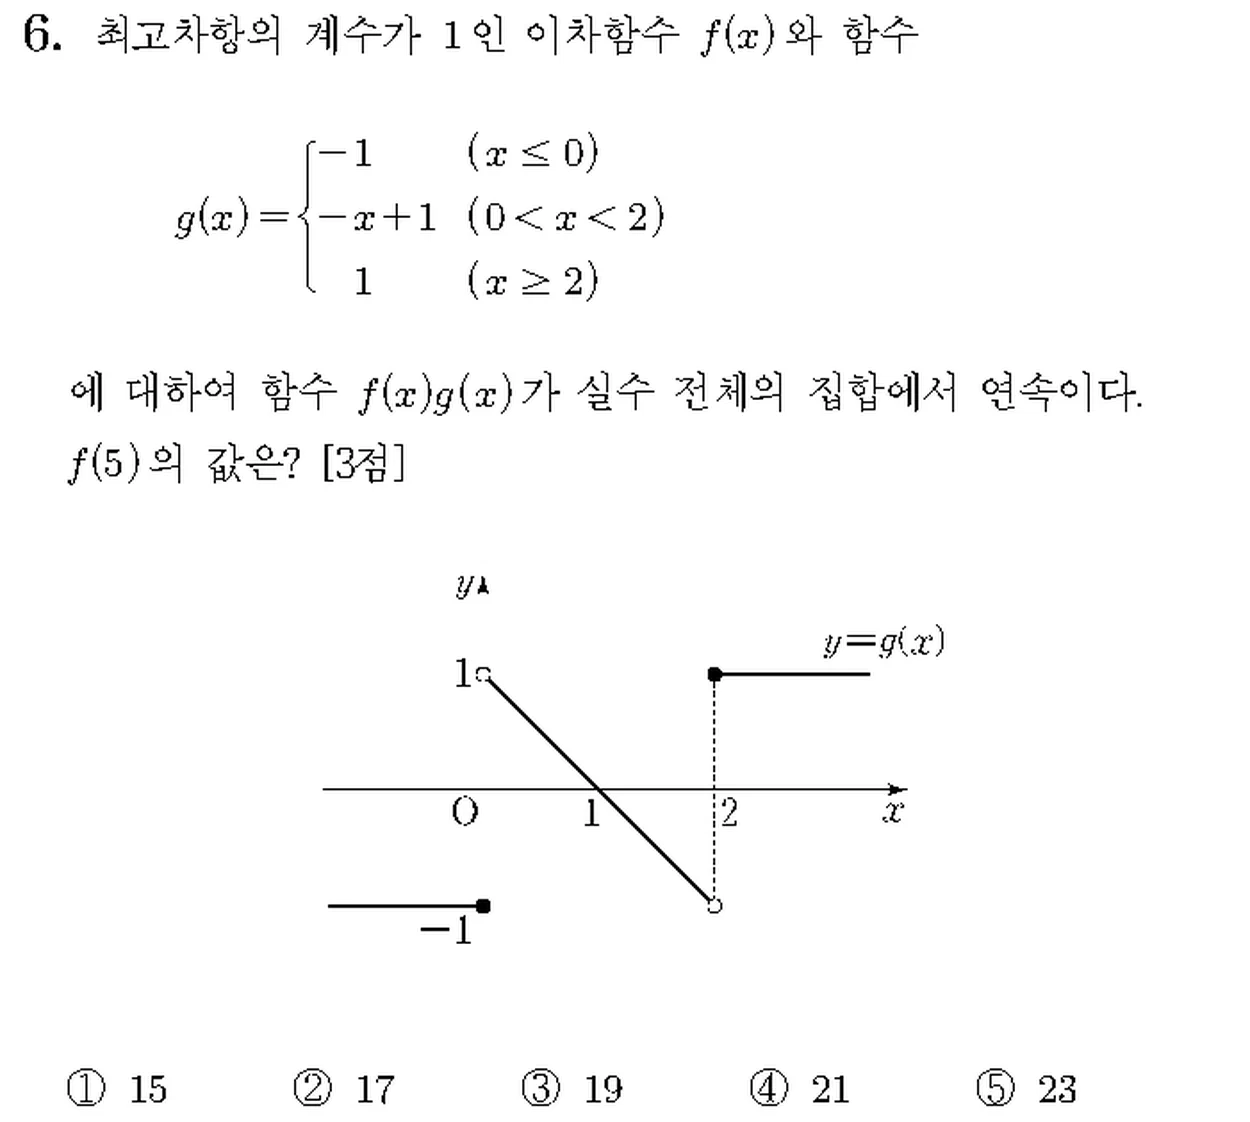 6. 최고차항의 계수가 1인 이차함수 f(x)와 함수
-1 (x ≤ 0)
g(x)= { -x+1 (0<x<2)
1 (x ≥ 2)
에 대하여 함수 f(x)g(x)가 실수 전체의 집합에서 연속이다.
f(5)의 값은? [3점]
y
y=g(x)
1
O 1 2 x
-1
① 15 ② 17 ③ 19 ④ 21 ⑤ 23